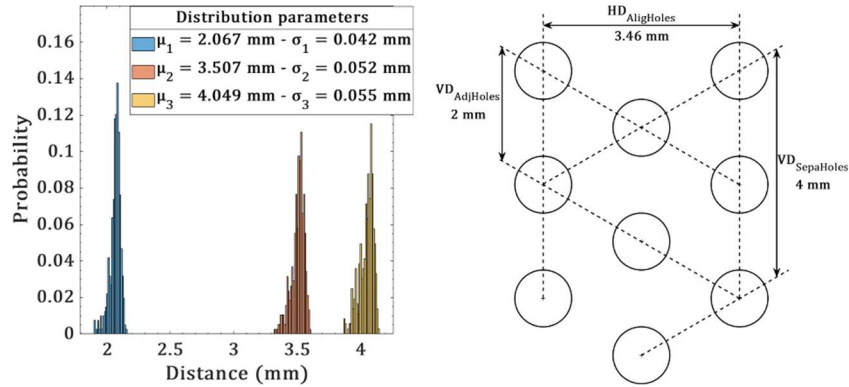 Distribution parameters
μ1 = 2.067 mm - σ1 = 0.042 mm
μ2 = 3.507 mm - σ2 = 0.052 mm
μ3 = 4.049 mm - σ3 = 0.055 mm
0.16
0.14
0.12
0.1
0.08
0.06
0.04
0.02
0
Probability
2
2.5
3
3.5
4
Distance (mm)
HD_AligHoles
3.46 mm
VD_AdjHoles
2 mm
VD_SepaHoles
4 mm